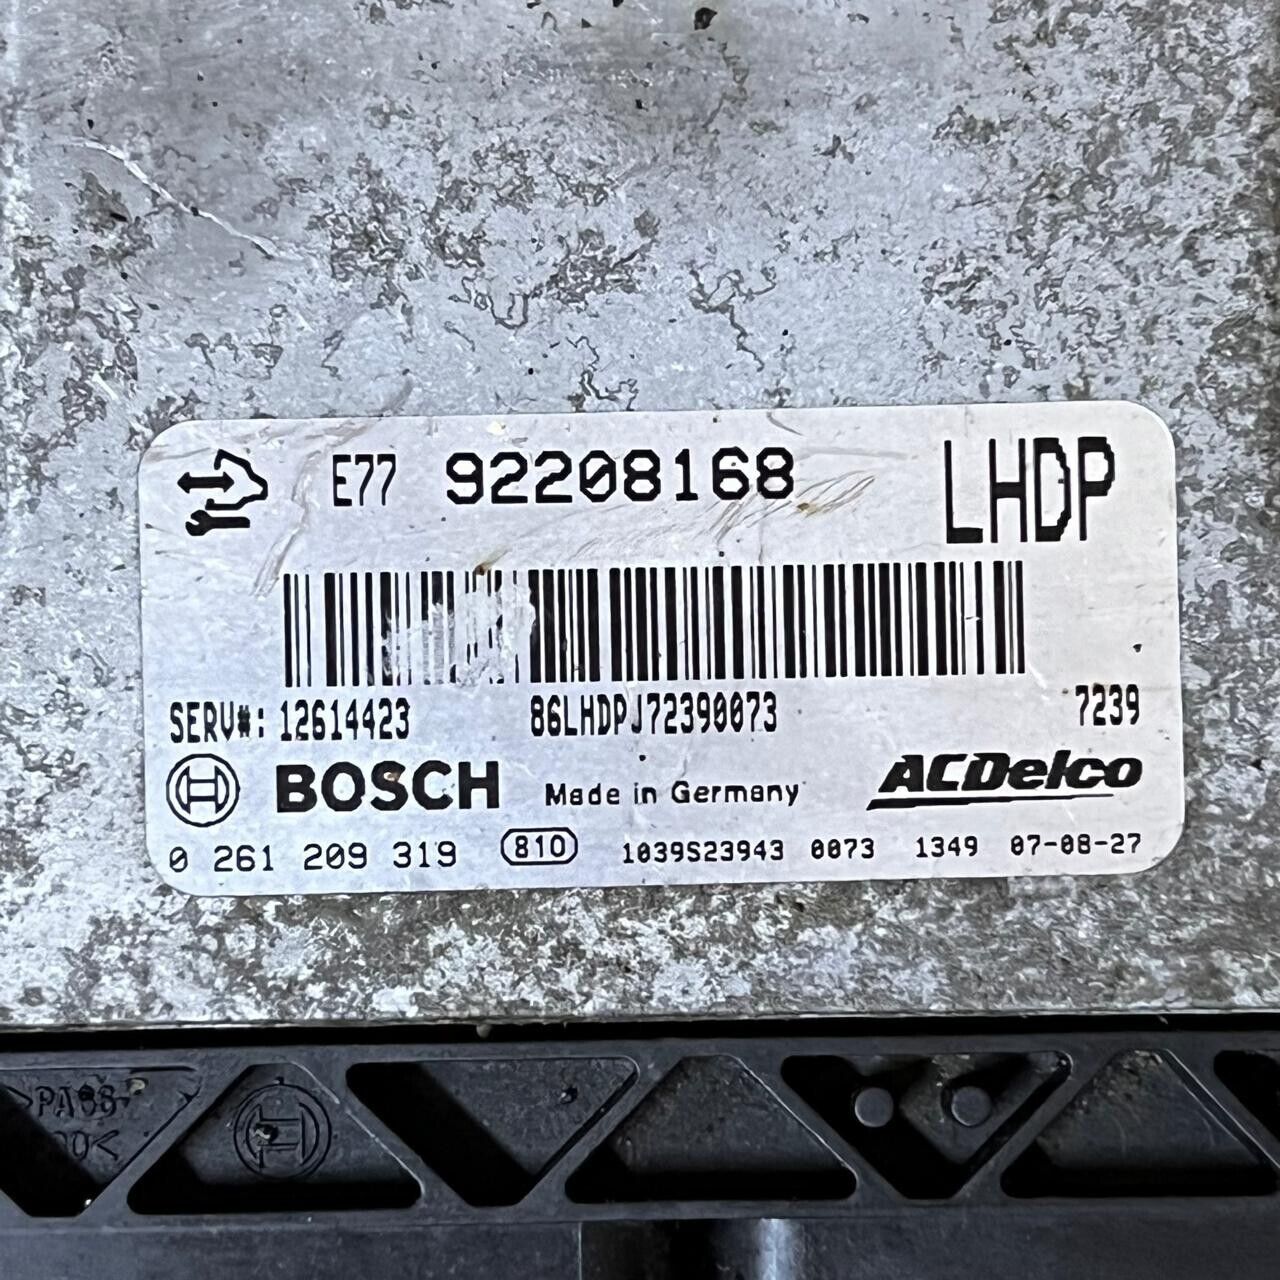 E77 92208168 LHDP
SERV#: 12614423 86LHDPJ72390073 7239
BOSCH Made in Germany ACDelco
0 261 209 319 810 1039S23943 0073 1349 07-08-27